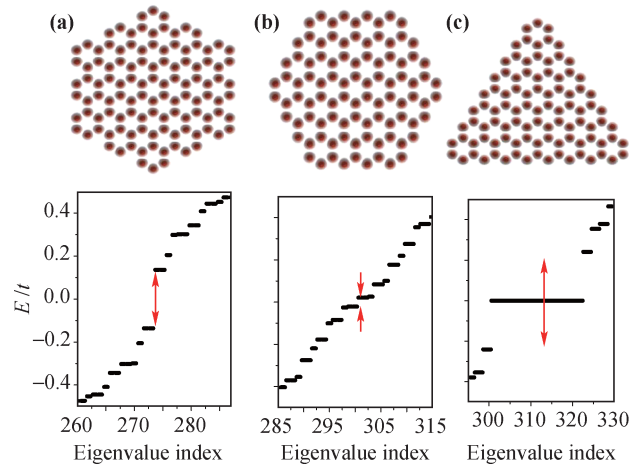 (a) (b) (c)
E/t
0.4
0.2
0.0
−0.2
−0.4
260 270 280
285 295 305 315
300 310 320 330
Eigenvalue index Eigenvalue index Eigenvalue index